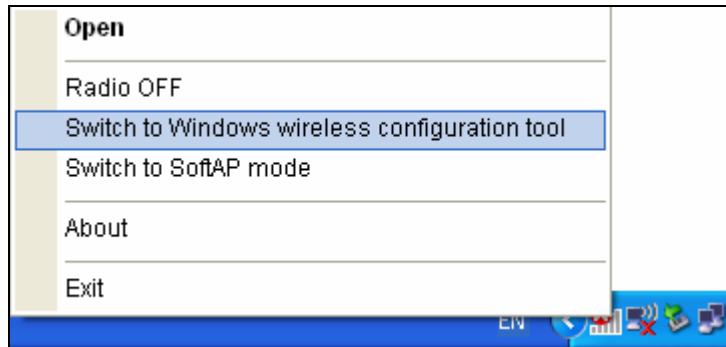 Open
Radio OFF
Switch to Windows wireless configuration tool
Switch to SoftAP mode
About
Exit
EN